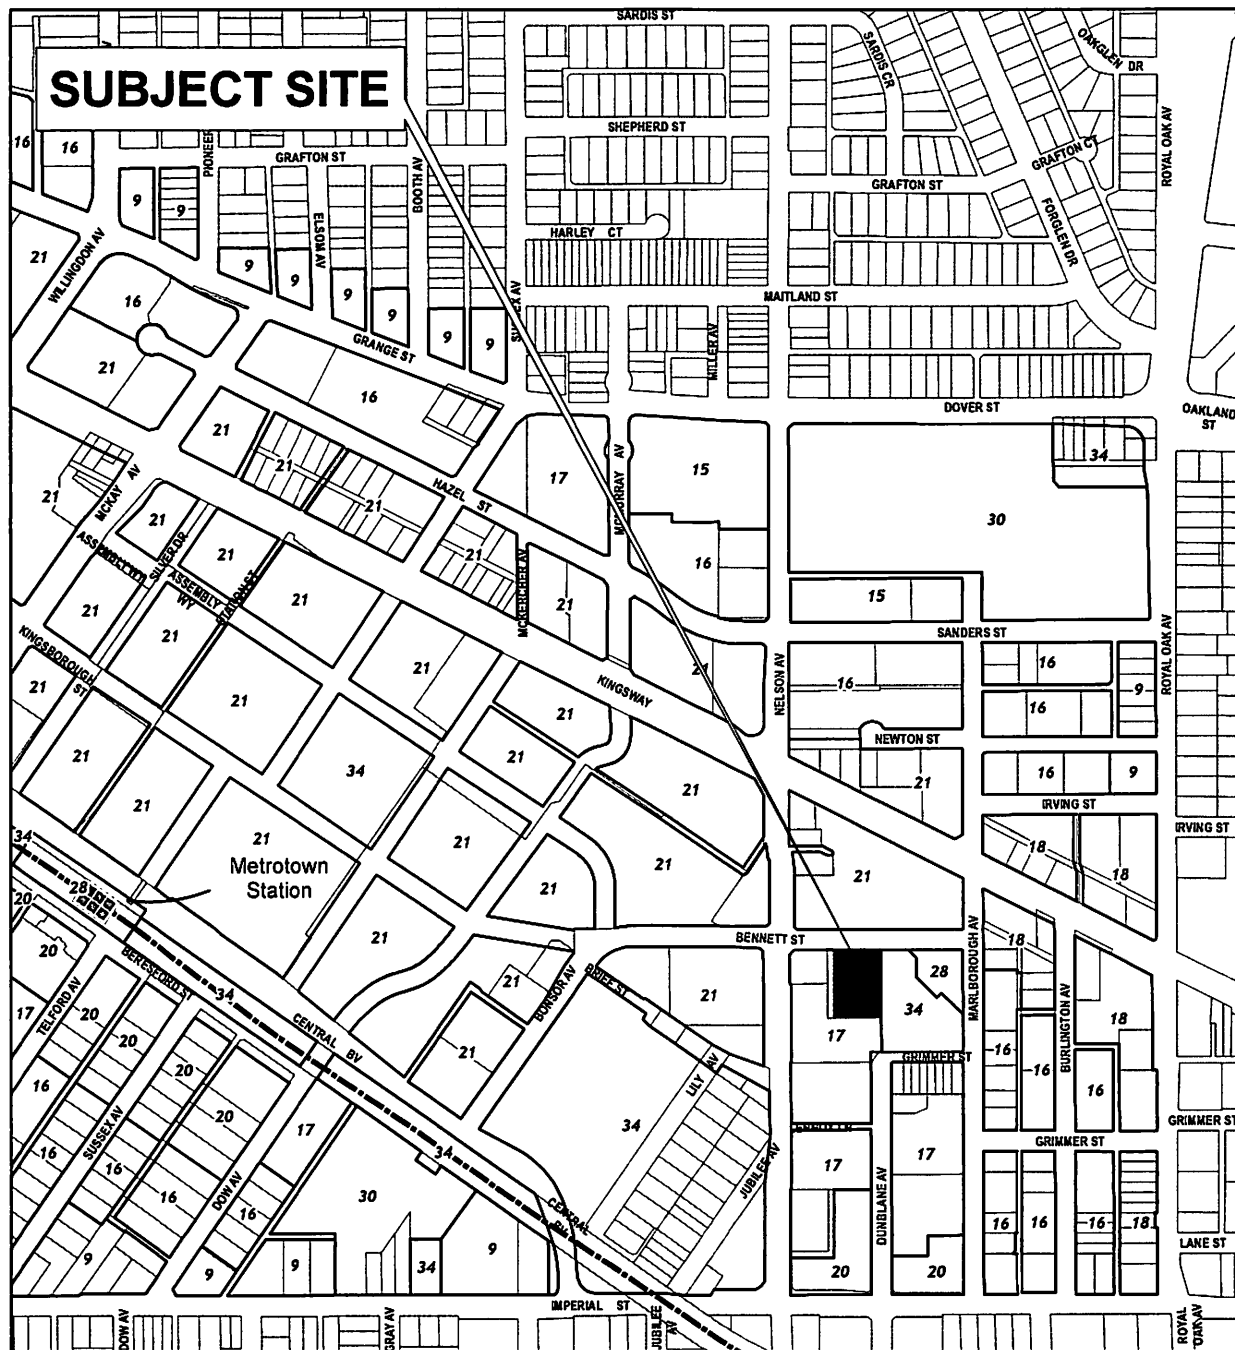 SARDIS ST
SUBJECT SITE
SARDIS CR
OAKGLEN DR
ROYAL OAK AV
SHEPHERD ST
16
16
PIONEER
GRAFTON ST
BOOTH AV
GRAFTON CT
GRAFTON ST
9
9
ELSOM AV
HARLEY CT
FORGLEN DR
WILLINGDON AV
21
9
9
9
9
9
9
16
MAITLAND ST
GRANGE ST
MILLER AV
21
16
DOVER ST
OAKLAND
ST
21
21
21
HAZEL ST
17
15
34
30
MCKAY AV
21
21
SILVER DR
21
ASSEMBLY
WY
21
21
MCKERCHER AV
21
16
15
SANDERS ST
21
21
21
KINGSBOROUGH
ST
21
21
21
KINGSWAY
NELSON AV
16
16
9
ROYAL OAK AV
16
NEWTON ST
21
21
34
21
21
16
9
IRVING ST
IRVING ST
21
21
21
21
21
21
18
18
34
Metrotown
Station
28
20
20
BERESFORD ST
34
CENTRAL BV
21
BENNETT ST
MARLBOROUGH AV
18
BURLINGTON AV
18
TELFORD AV
17
20
20
20
20
21
BONSOR AV
BRIEF ST
21
21
28
34
17
GRIMMER ST
16
16
16
16
16
16
SUSSEX AV
16
DOW AV
16
17
34
30
34
LILY AV
JUBILEE AV
17
DUNBLANE AV
17
GRIMMER ST
GRIMMER ST
16
16
16
18
LANE ST
9
9
9
34
9
CENTRAL
20
20
IMPERIAL ST
DOW AV
GRAY AV
JUBILEE
AV
ROYAL
OAK AV